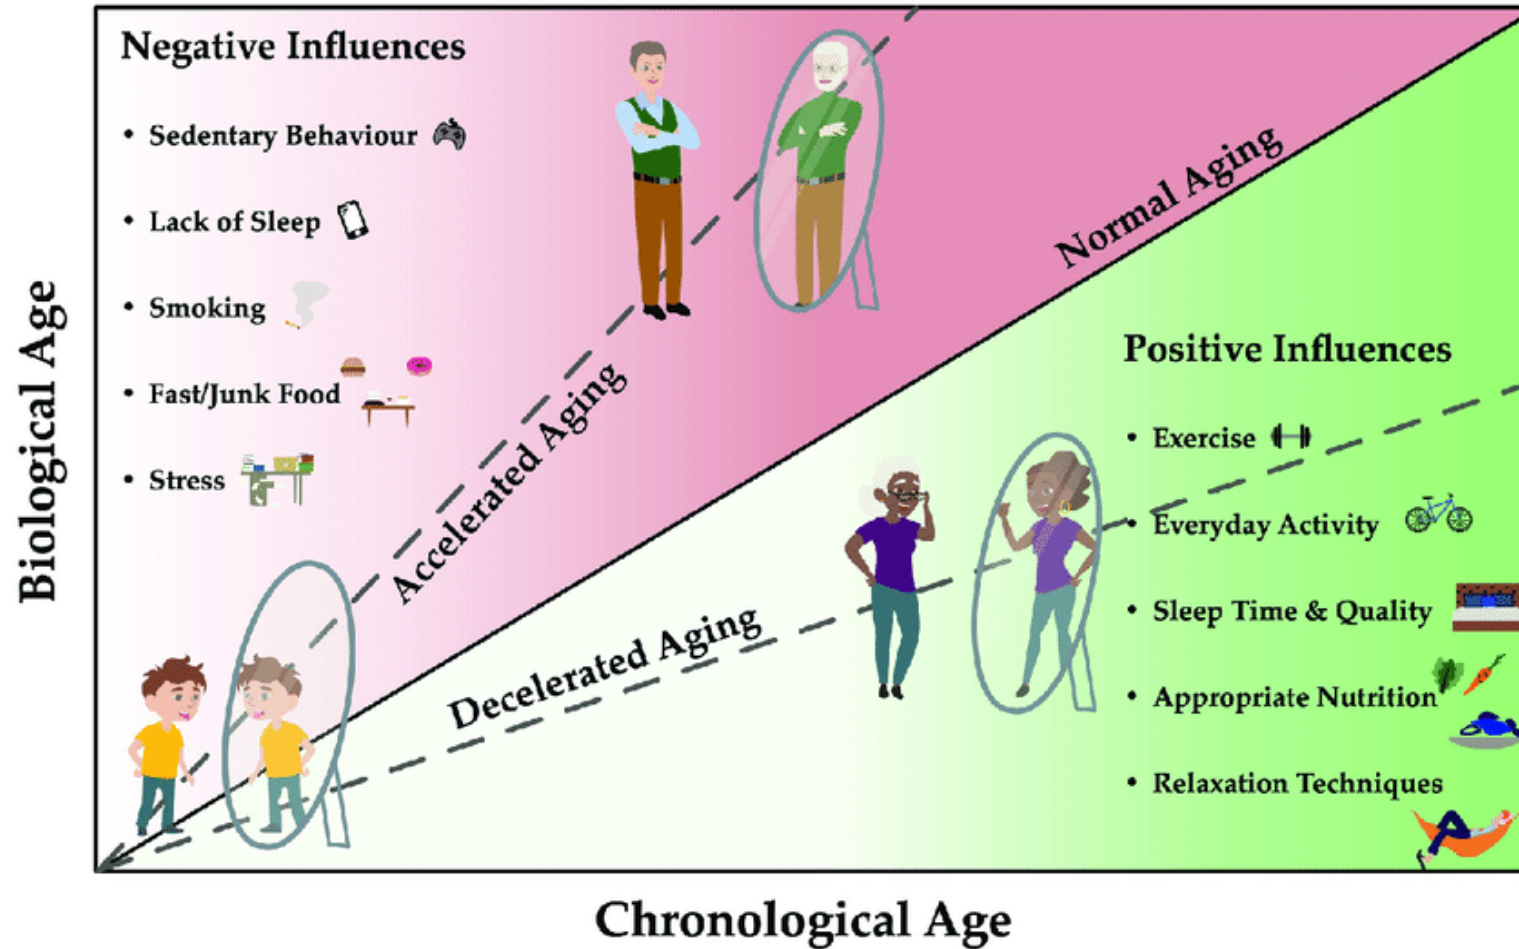 Negative Influences
• Sedentary Behaviour
• Lack of Sleep
• Smoking
• Fast/Junk Food
• Stress
Accelerated Aging
Normal Aging
Decelerated Aging
Positive Influences
• Exercise
• Everyday Activity
• Sleep Time & Quality
• Appropriate Nutrition
• Relaxation Techniques
Biological Age
Chronological Age